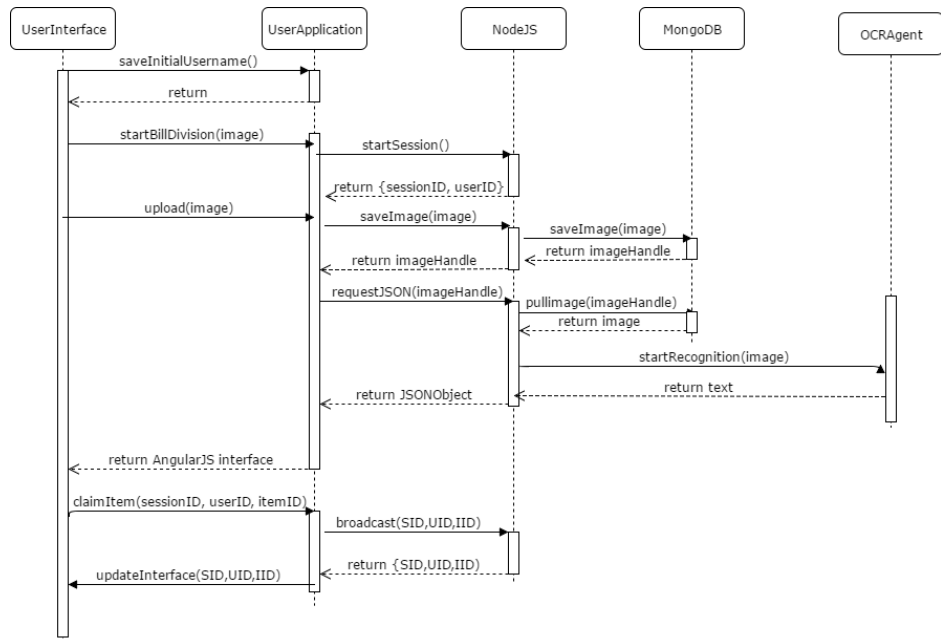 UserInterface
UserApplication
NodeJS
MongoDB
OCRAgent
saveInitialUsername()
return
startBillDivision(image)
startSession()
return {sessionID, userID}
upload(image)
saveImage(image)
saveImage(image)
return imageHandle
return imageHandle
requestJSON(imageHandle)
pullimage(imageHandle)
return image
startRecognition(image)
return text
return JSONObject
return AngularJS interface
claimItem(sessionID, userID, itemID)
broadcast(SID,UID,IID)
return {SID,UID,IID)
updateInterface(SID,UID,IID)